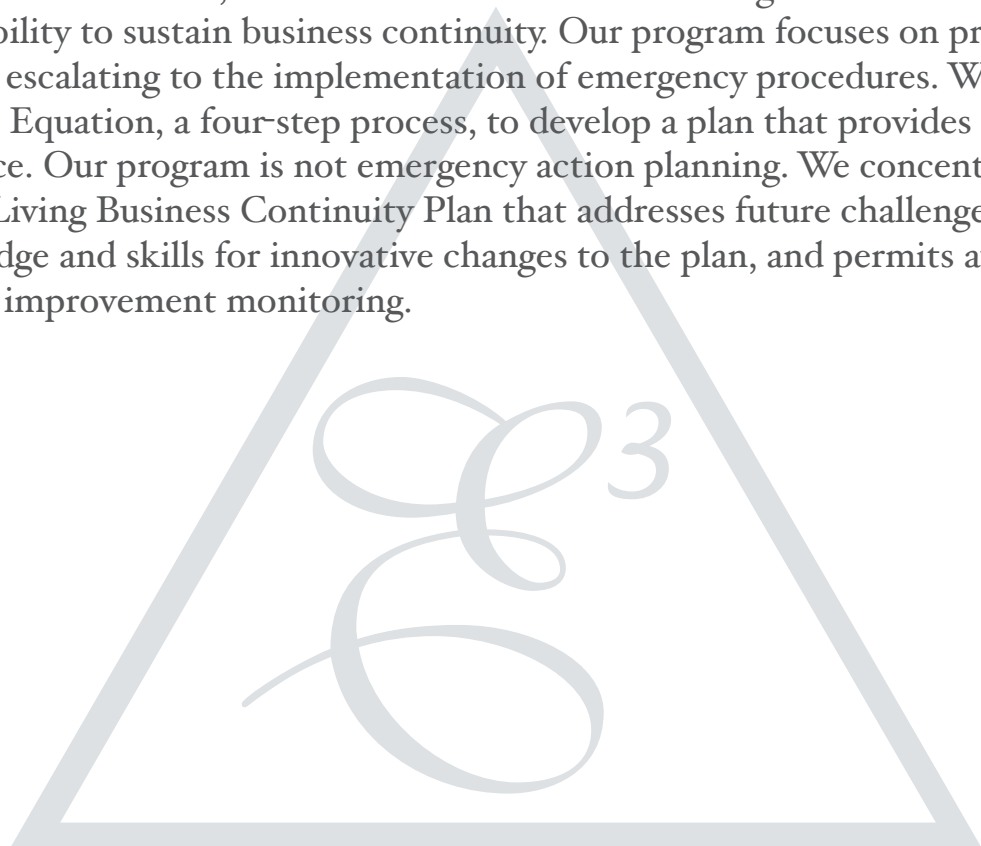 bility to sustain business continuity. Our program focuses on pr
escalating to the implementation of emergency procedures. W
Equation, a four-step process, to develop a plan that provides
ce. Our program is not emergency action planning. We concent
Living Business Continuity Plan that addresses future challenge
dge and skills for innovative changes to the plan, and permits a
improvement monitoring.
E3